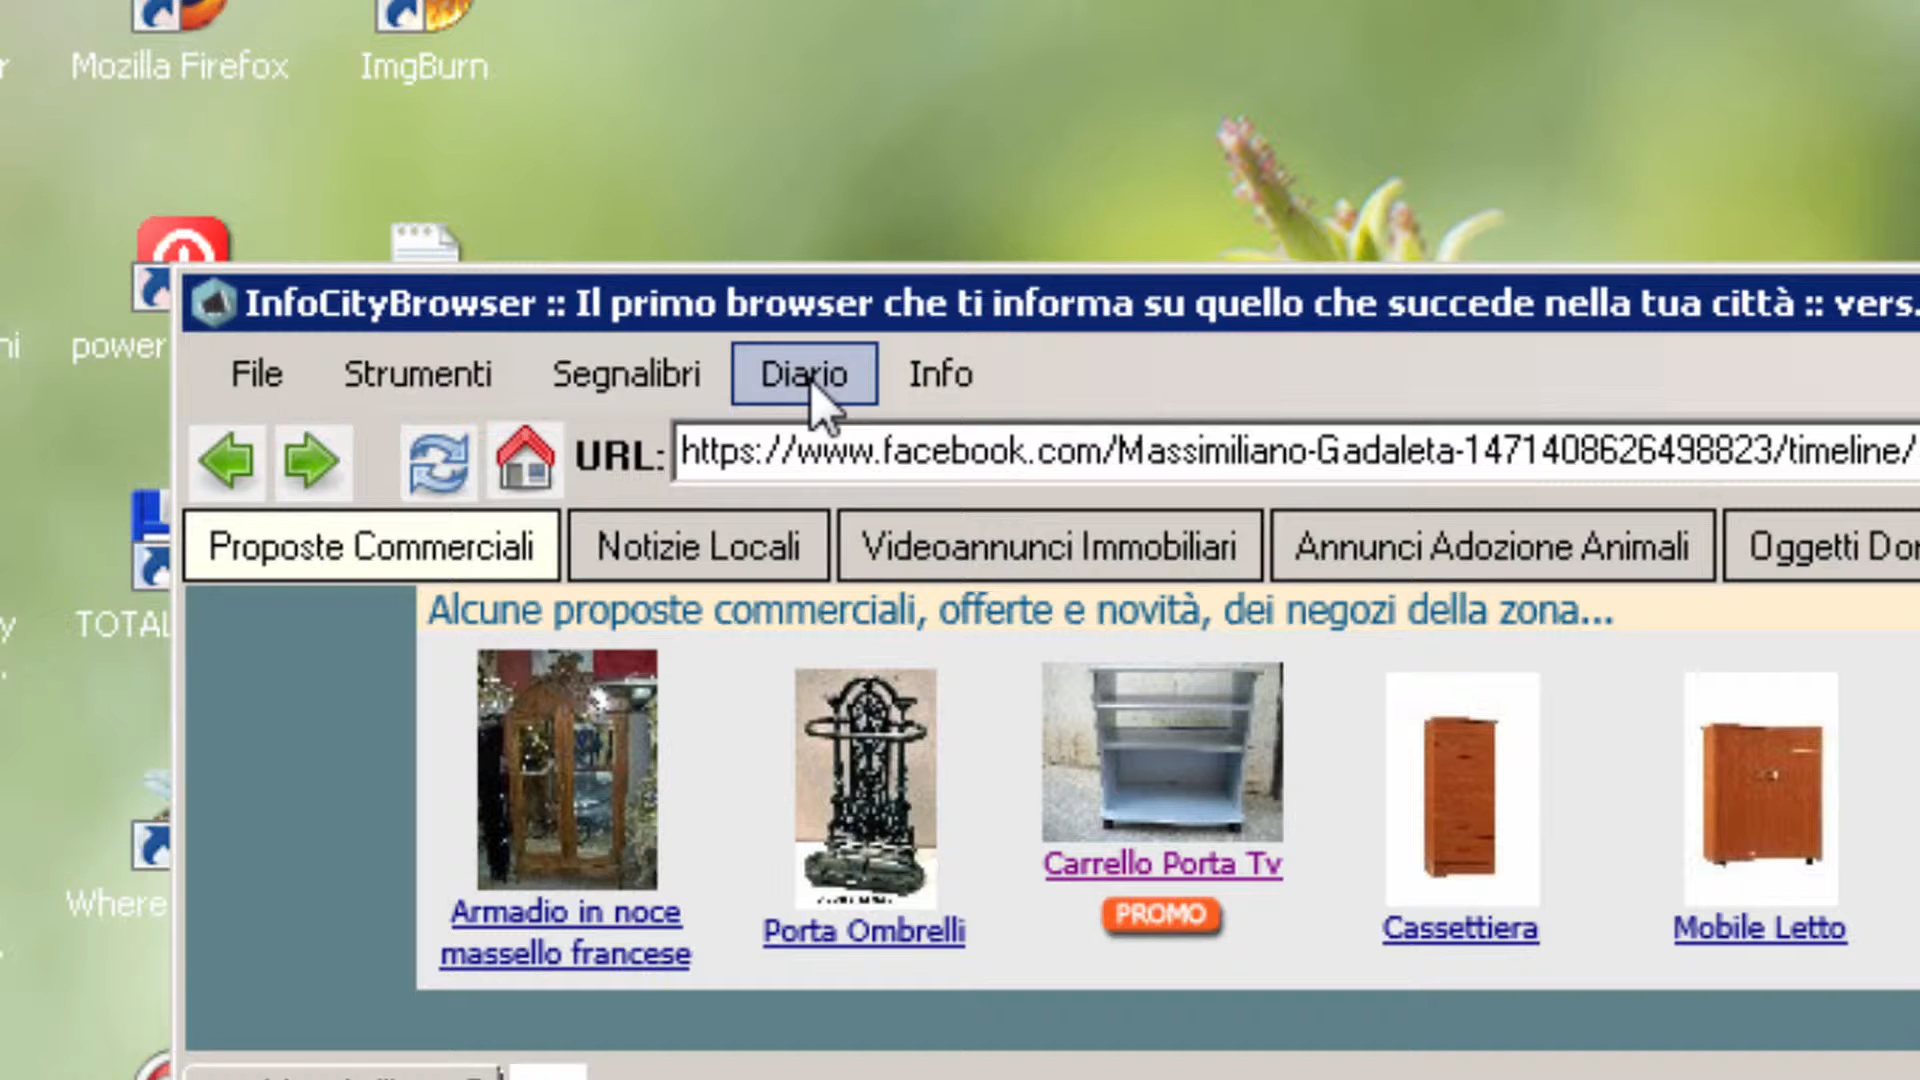 Mozilla Firefox
ImgBurn
power
InfoCityBrowser :: Il primo browser che ti informa su quello che succede nella tua città :: vers.
File Strumenti Segnalibri Diario Info
URL: https://www.facebook.com/Massimiliano-Gadaleta-1471408626498823/timeline/
Proposte Commerciali Notizie Locali Videoannunci Immobiliari Annunci Adozione Animali Oggetti Do
TOTAL
Alcune proposte commerciali, offerte e novità, dei negozi della zona...
Carrello Porta Tv
PROMO
Where
Armadio in noce
massello francese
Porta Ombrelli
Cassettiera
Mobile Letto